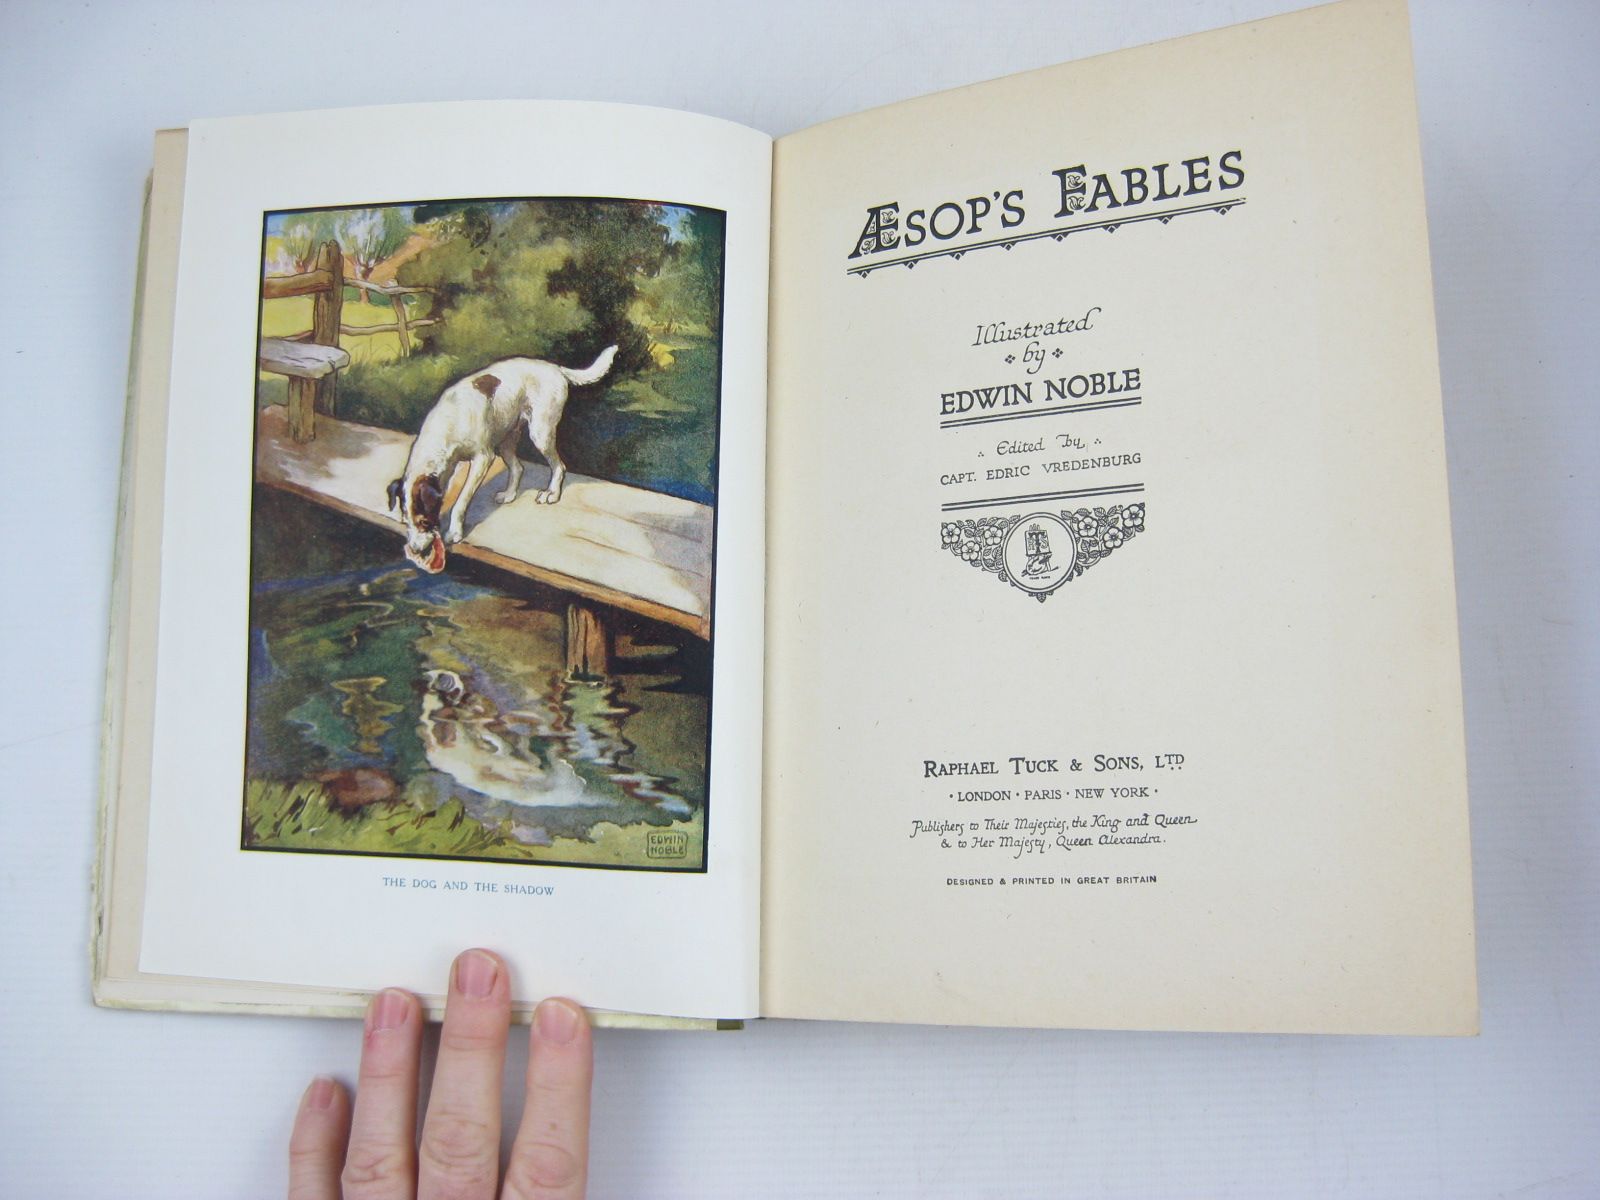 EDWIN
NOBLE
THE DOG AND THE SHADOW
ÆSOP'S FABLES
Illustrated
by
EDWIN NOBLE
Edited by
CAPT. EDRIC VREDENBURG
TRADE MARK
RAPHAEL TUCK & SONS, LTD
• LONDON • PARIS • NEW YORK •
Publishers to Their Majesties, the King and Queen
& to Her Majesty, Queen Alexandra.
DESIGNED & PRINTED IN GREAT BRITAIN